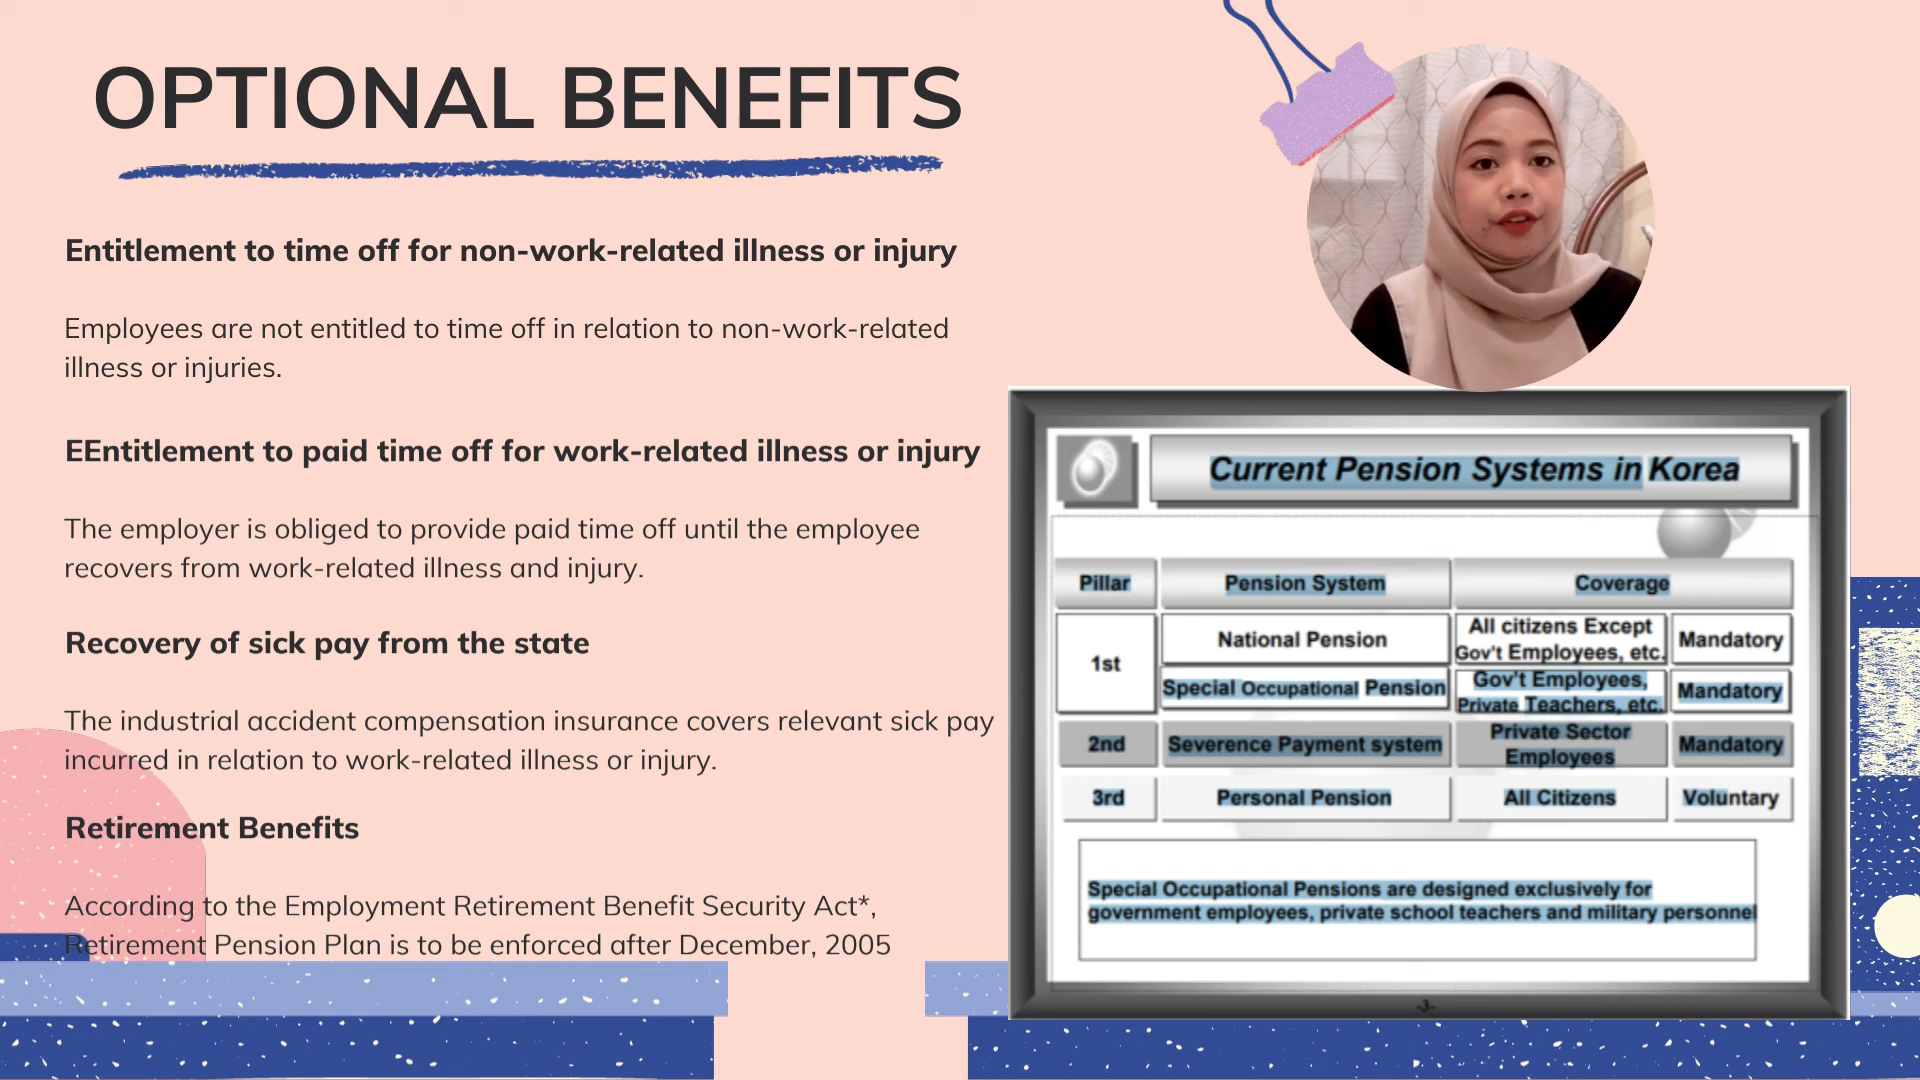 OPTIONAL BENEFITS
Entitlement to time off for non-work-related illness or injury
Employees are not entitled to time off in relation to non-work-related
illness or injuries.
EEntitlement to paid time off for work-related illness or injury
The employer is obliged to provide paid time off until the employee
recovers from work-related illness and injury.
Recovery of sick pay from the state
The industrial accident compensation insurance covers relevant sick pay
incurred in relation to work-related illness or injury.
Retirement Benefits
According to the Employment Retirement Benefit Security Act*,
Retirement Pension Plan is to be enforced after December, 2005
Current Pension Systems in Korea
Pillar Pension System Coverage
1st
National Pension
All citizens Except
Gov't Employees, etc.
Mandatory
Special Occupational Pension
Gov't Employees,
Private Teachers, etc.
Mandatory
2nd
Severence Payment system
Private Sector
Employees
Mandatory
3rd Personal Pension All Citizens Voluntary
Special Occupational Pensions are designed exclusively for
government employees, private school teachers and military personnel
-3-